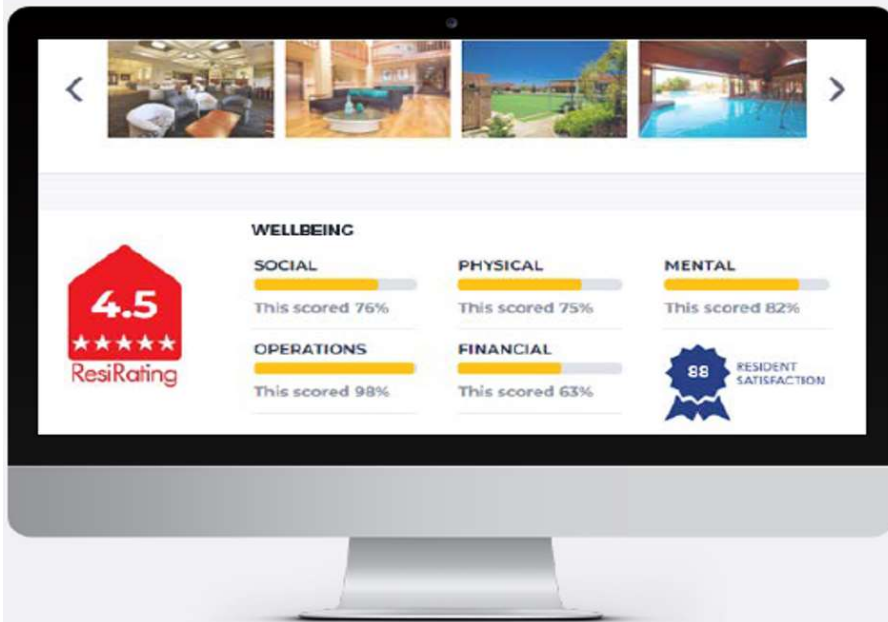 WELLBEING
SOCIAL
This scored 76%
PHYSICAL
This scored 75%
MENTAL
This scored 82%
4.5
ResiRating
OPERATIONS
This scored 98%
FINANCIAL
This scored 63%
88
RESIDENT
SATISFACTION